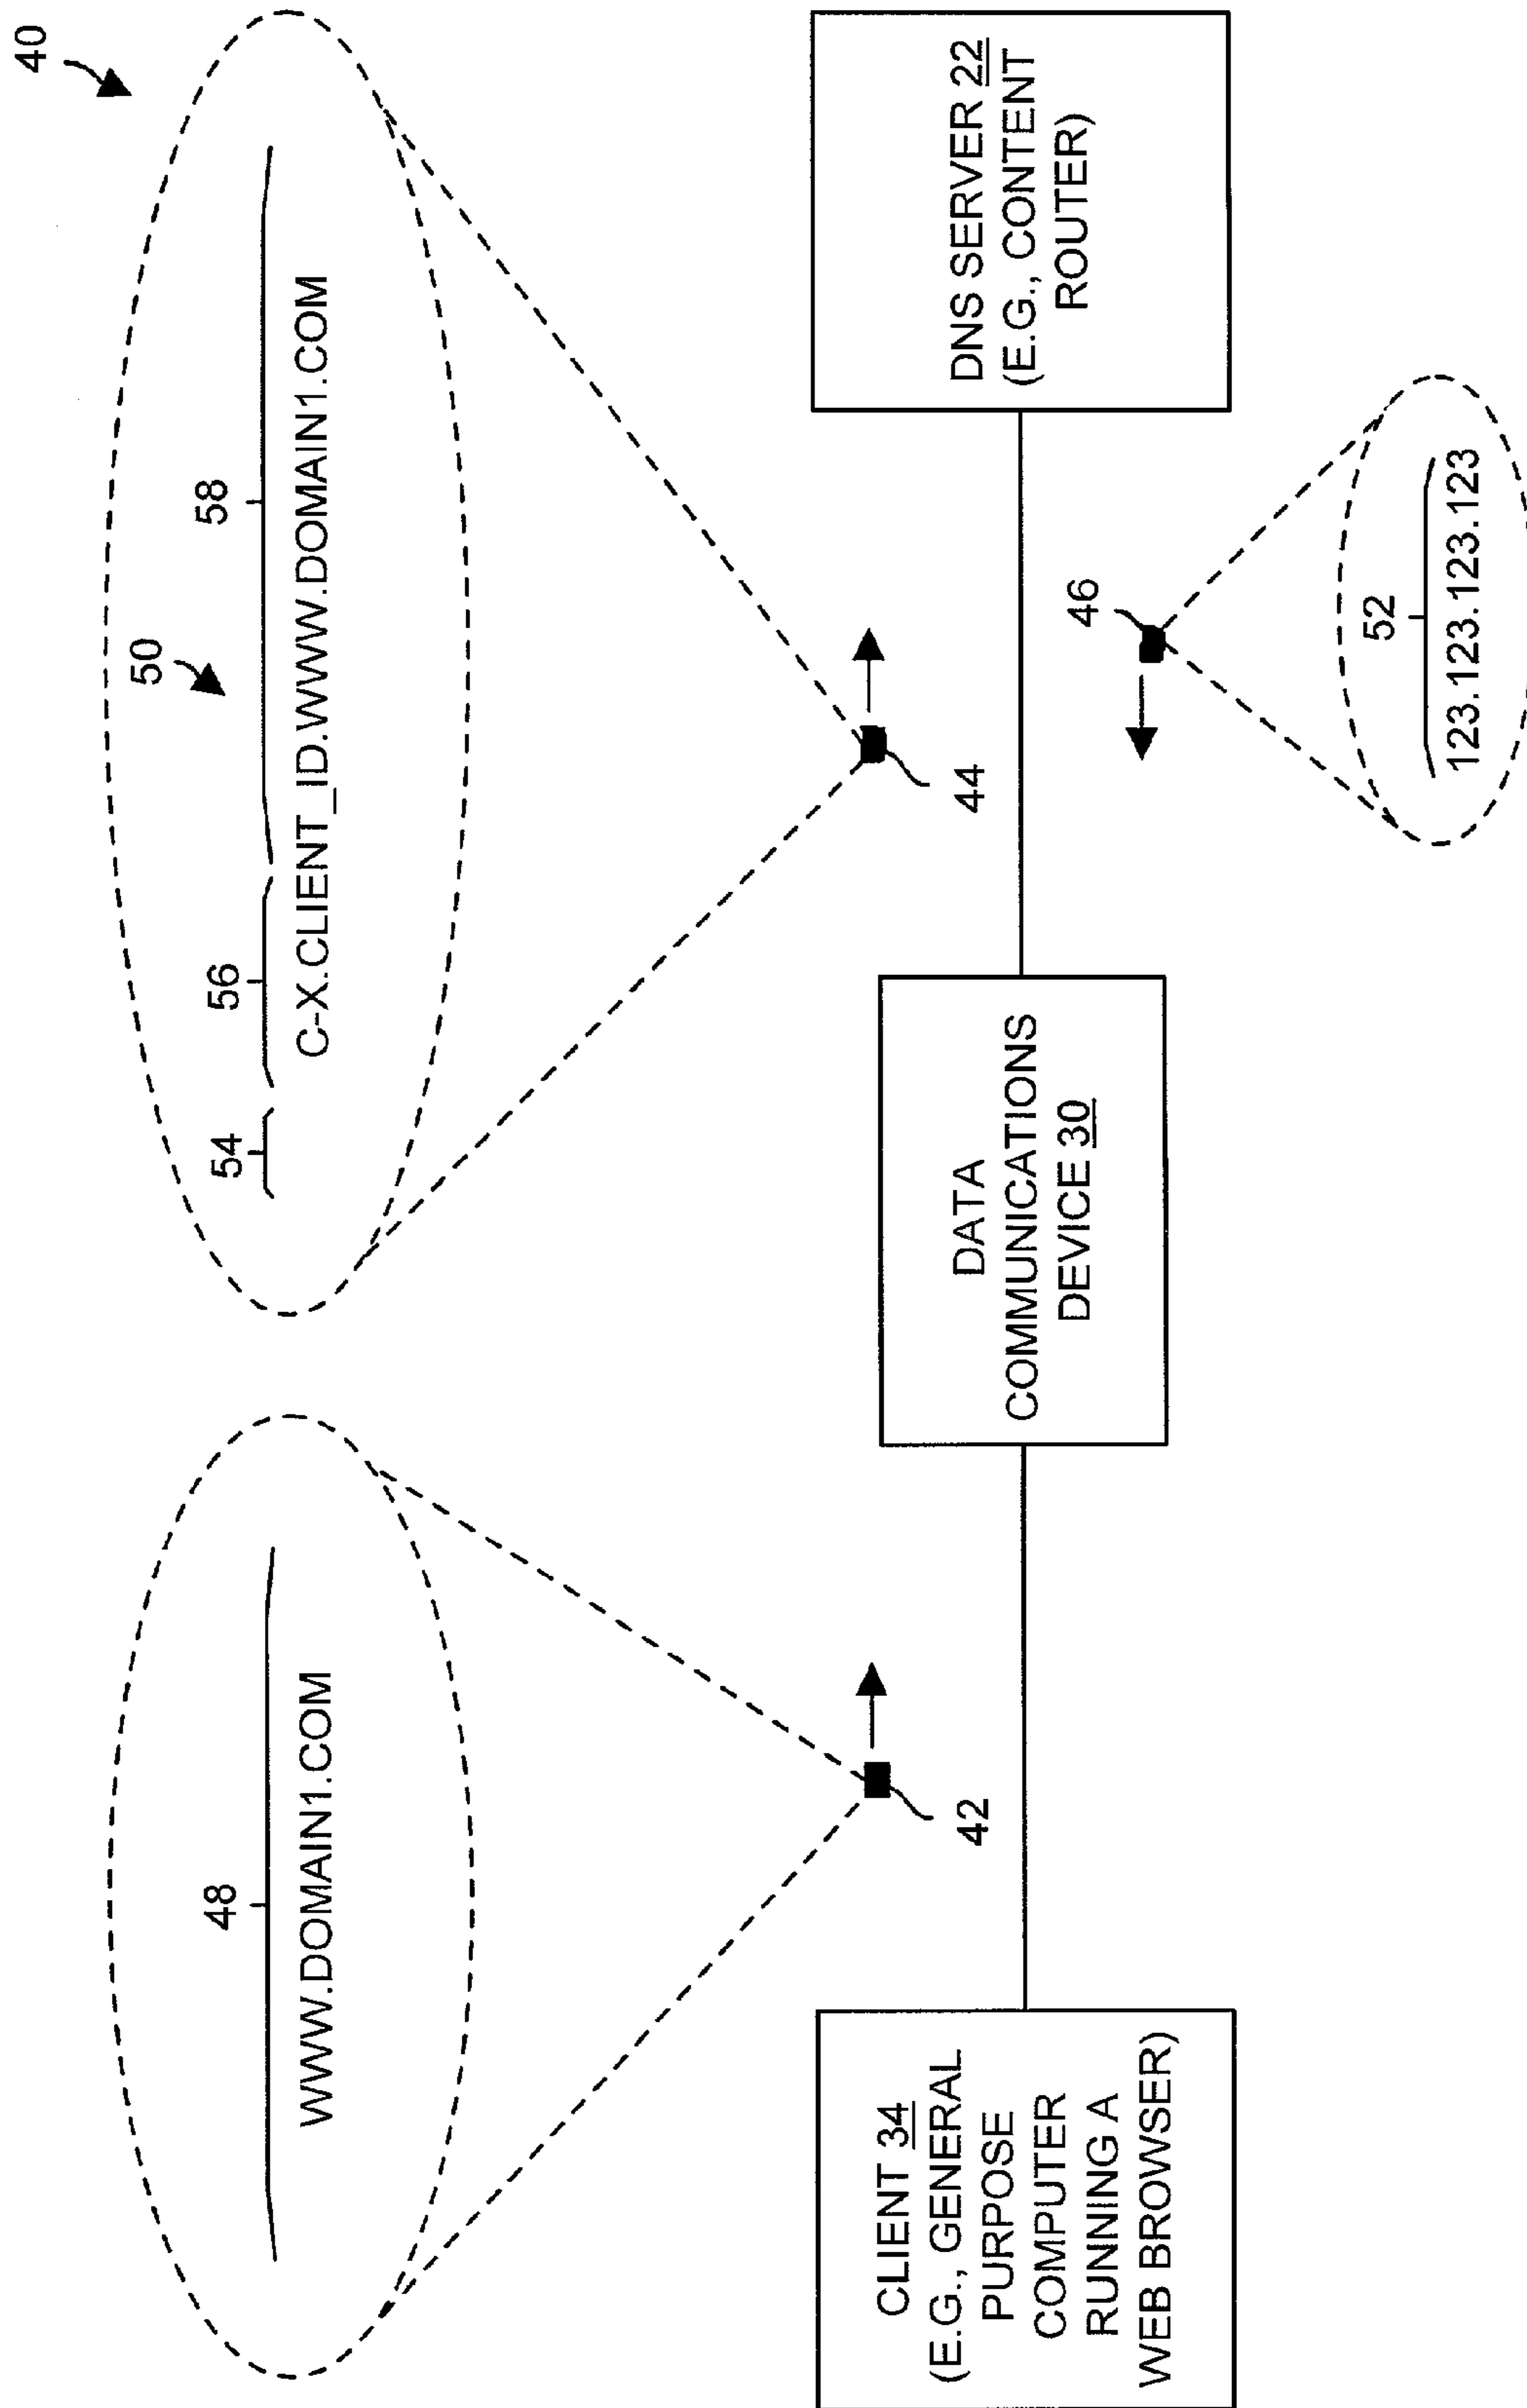 40
50
48
54
56
58
WWW.DOMAIN1.COM
C-X.CLIENT_ID.WWW.DOMAIN1.COM
42
44
46
CLIENT 34
(E.G., GENERAL
PURPOSE
COMPUTER
RUNNING A
WEB BROWSER)
DATA
COMMUNICATIONS
DEVICE 30
DNS SERVER 22
(E.G., CONTENT
ROUTER)
52
123.123.123.123